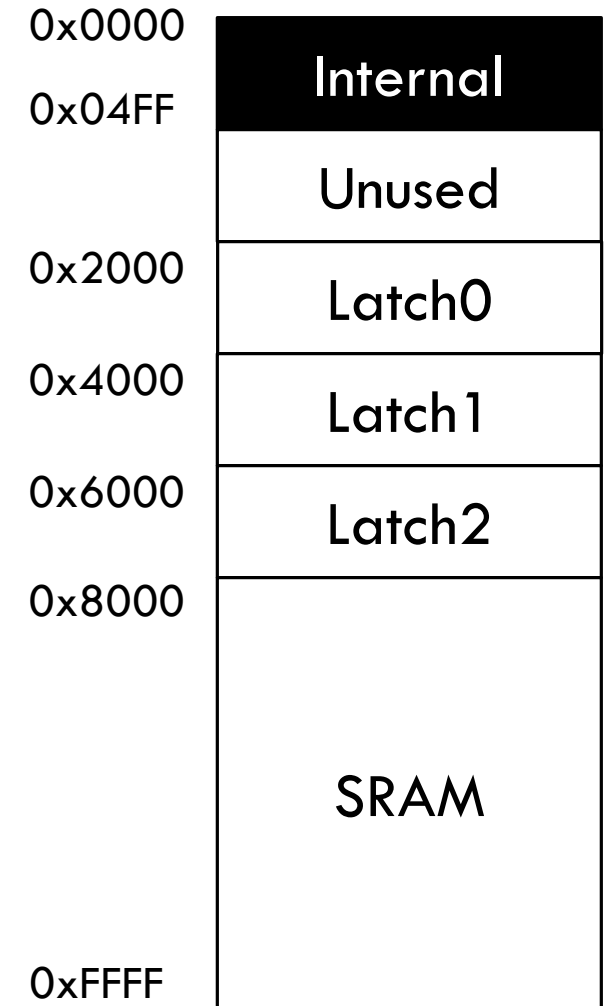 0x0000
Internal
0x04FF
Unused
0x2000
Latch0
0x4000
Latch1
0x6000
Latch2
0x8000
SRAM
0xFFFF